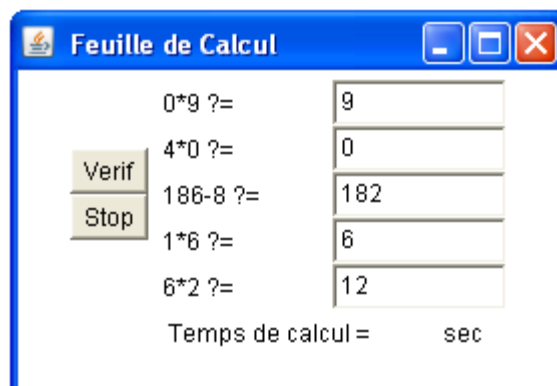 Feuille de Calcul
0*9 ?= 9
4*0 ?= 0
Verif
186-8 ?= 182
Stop
1*6 ?= 6
6*2 ?= 12
Temps de calcul = sec